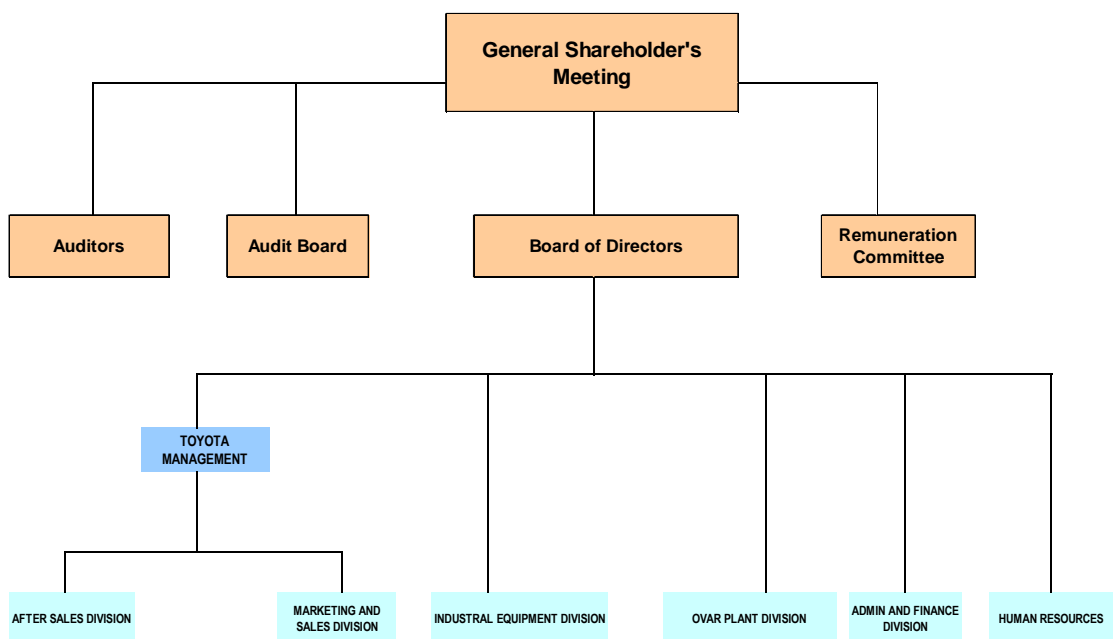 General Shareholder's
Meeting
Auditors
Audit Board
Board of Directors
Remuneration
Committee
TOYOTA
MANAGEMENT
AFTER SALES DIVISION
MARKETING AND
SALES DIVISION
INDUSTRAL EQUIPMENT DIVISION
OVAR PLANT DIVISION
ADMIN AND FINANCE
DIVISION
HUMAN RESOURCES